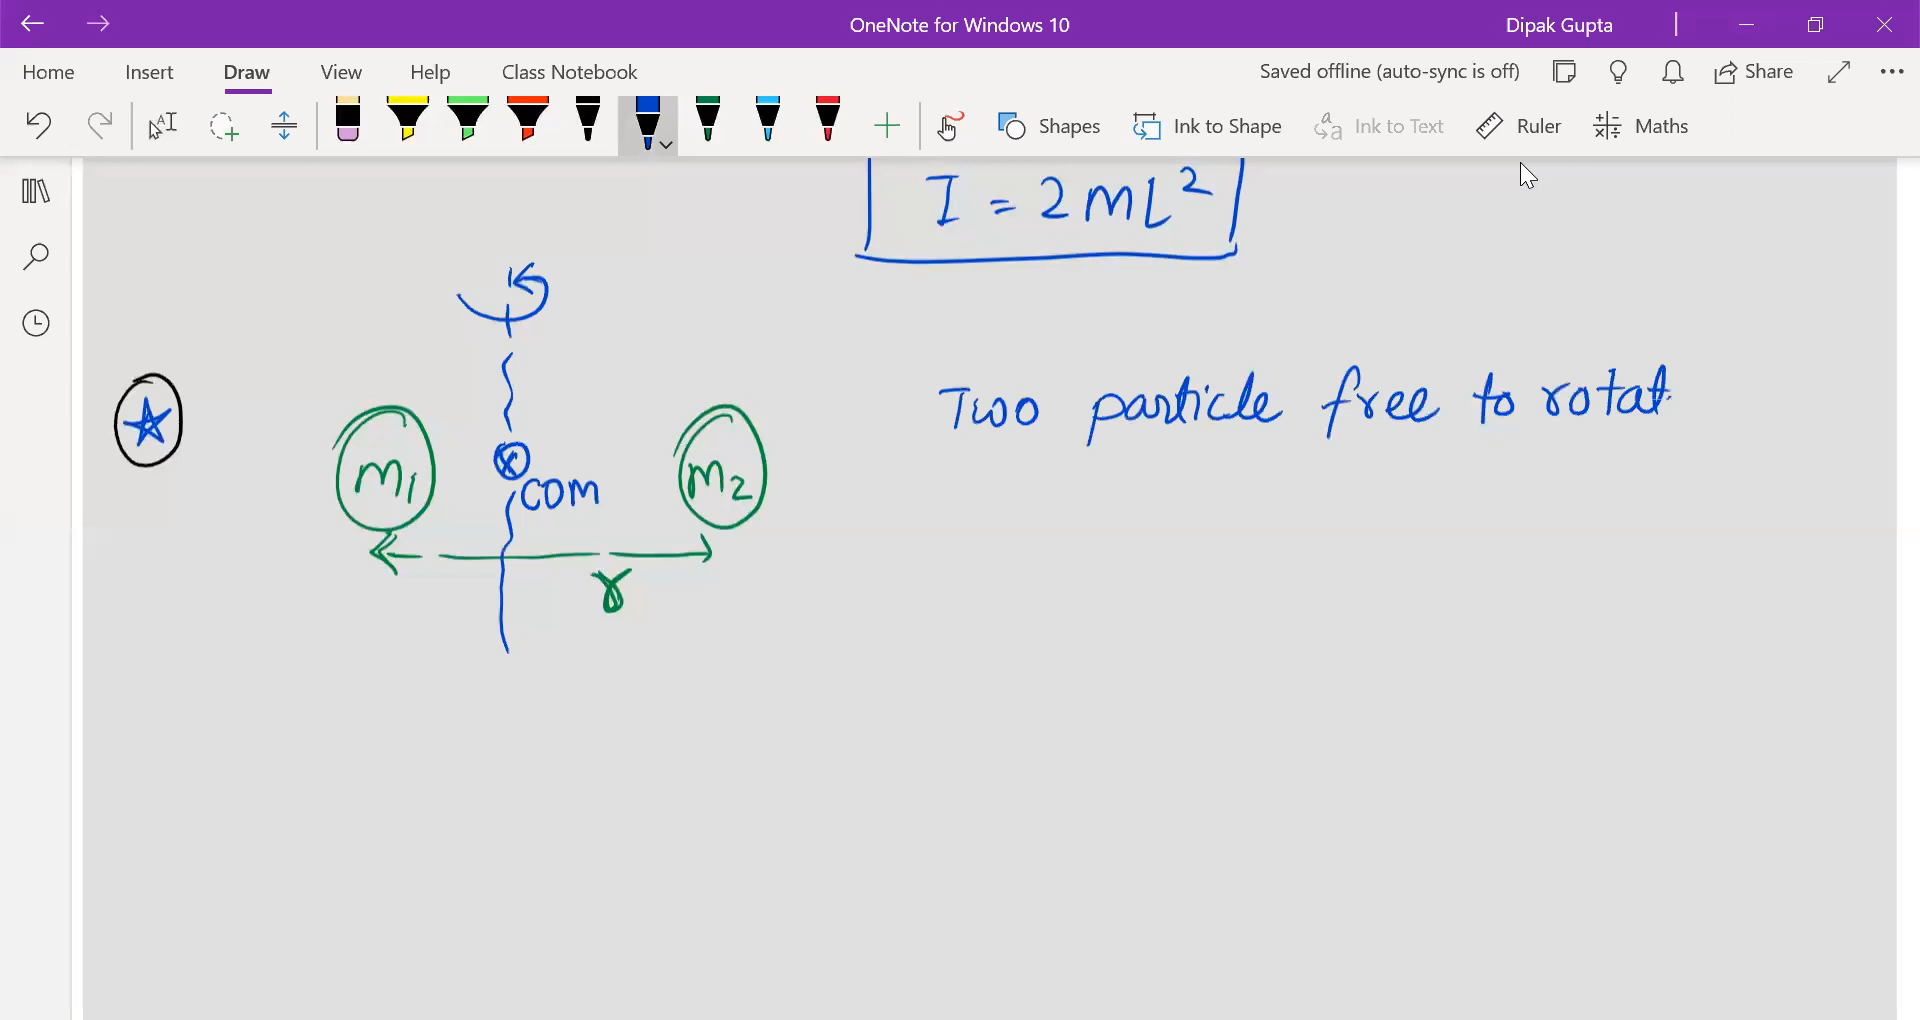 OneNote for Windows 10
Dipak Gupta
Home Insert Draw View Help Class Notebook
Saved offline (auto-sync is off) Share
Shapes Ink to Shape Ink to Text Ruler Maths
I = 2mL²
Two particle free to rotat
m₁ m₂
COM
r